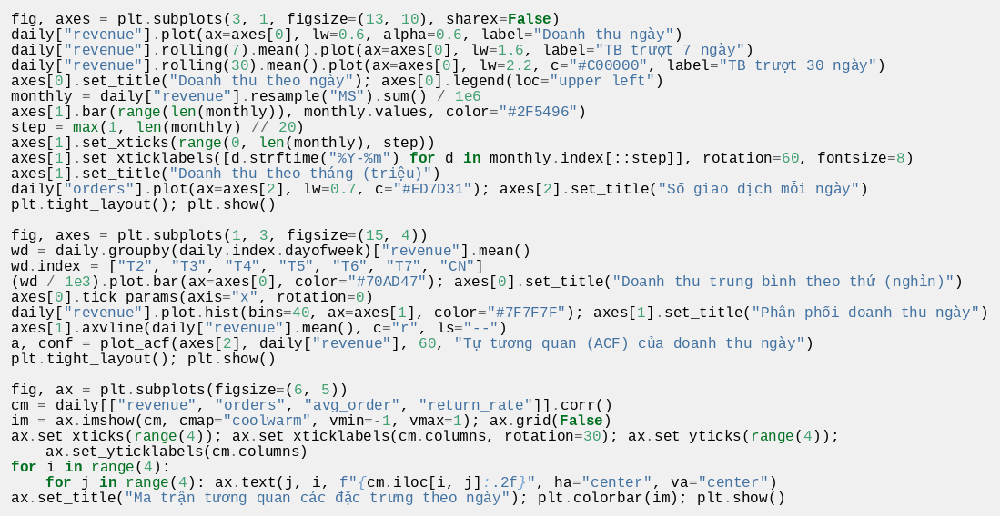 fig, axes = plt.subplots(3, 1, figsize=(13, 10), sharex=False)
daily["revenue"].plot(ax=axes[0], lw=0.6, alpha=0.6, label="Doanh thu ngày")
daily["revenue"].rolling(7).mean().plot(ax=axes[0], lw=1.6, label="TB trượt 7 ngày")
daily["revenue"].rolling(30).mean().plot(ax=axes[0], lw=2.2, c="#C00000", label="TB trượt 30 ngày")
axes[0].set_title("Doanh thu theo ngày"); axes[0].legend(loc="upper left")
monthly = daily["revenue"].resample("MS").sum() / 1e6
axes[1].bar(range(len(monthly)), monthly.values, color="#2F5496")
step = max(1, len(monthly) // 20)
axes[1].set_xticks(range(0, len(monthly), step))
axes[1].set_xticklabels([d.strftime("%Y-%m") for d in monthly.index[::step]], rotation=60, fontsize=8)
axes[1].set_title("Doanh thu theo tháng (triệu)")
daily["orders"].plot(ax=axes[2], lw=0.7, c="#ED7D31"); axes[2].set_title("Số giao dịch mỗi ngày")
plt.tight_layout(); plt.show()

fig, axes = plt.subplots(1, 3, figsize=(15, 4))
wd = daily.groupby(daily.index.dayofweek)["revenue"].mean()
wd.index = ["T2", "T3", "T4", "T5", "T6", "T7", "CN"]
(wd / 1e3).plot.bar(ax=axes[0], color="#70AD47"); axes[0].set_title("Doanh thu trung bình theo thứ (nghìn)")
axes[0].tick_params(axis="x", rotation=0)
daily["revenue"].plot.hist(bins=40, ax=axes[1], color="#7F7F7F"); axes[1].set_title("Phân phối doanh thu ngày")
axes[1].axvline(daily["revenue"].mean(), c="r", ls="--")
a, conf = plot_acf(axes[2], daily["revenue"], 60, "Tự tương quan (ACF) của doanh thu ngày")
plt.tight_layout(); plt.show()

fig, ax = plt.subplots(figsize=(6, 5))
cm = daily[["revenue", "orders", "avg_order", "return_rate"]].corr()
im = ax.imshow(cm, cmap="coolwarm", vmin=-1, vmax=1); ax.grid(False)
ax.set_xticks(range(4)); ax.set_xticklabels(cm.columns, rotation=30); ax.set_yticks(range(4));
    ax.set_yticklabels(cm.columns)
for i in range(4):
    for j in range(4): ax.text(j, i, f"{cm.iloc[i, j]:.2f}", ha="center", va="center")
ax.set_title("Ma trận tương quan các đặc trưng theo ngày"); plt.colorbar(im); plt.show()